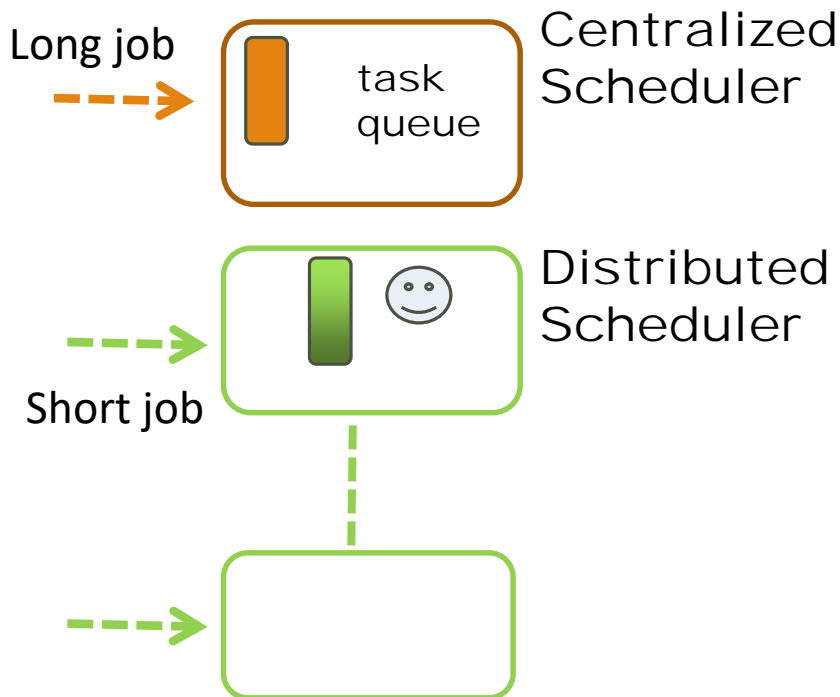 Long job
task
queue
Centralized
Scheduler
Distributed
Scheduler
Short job